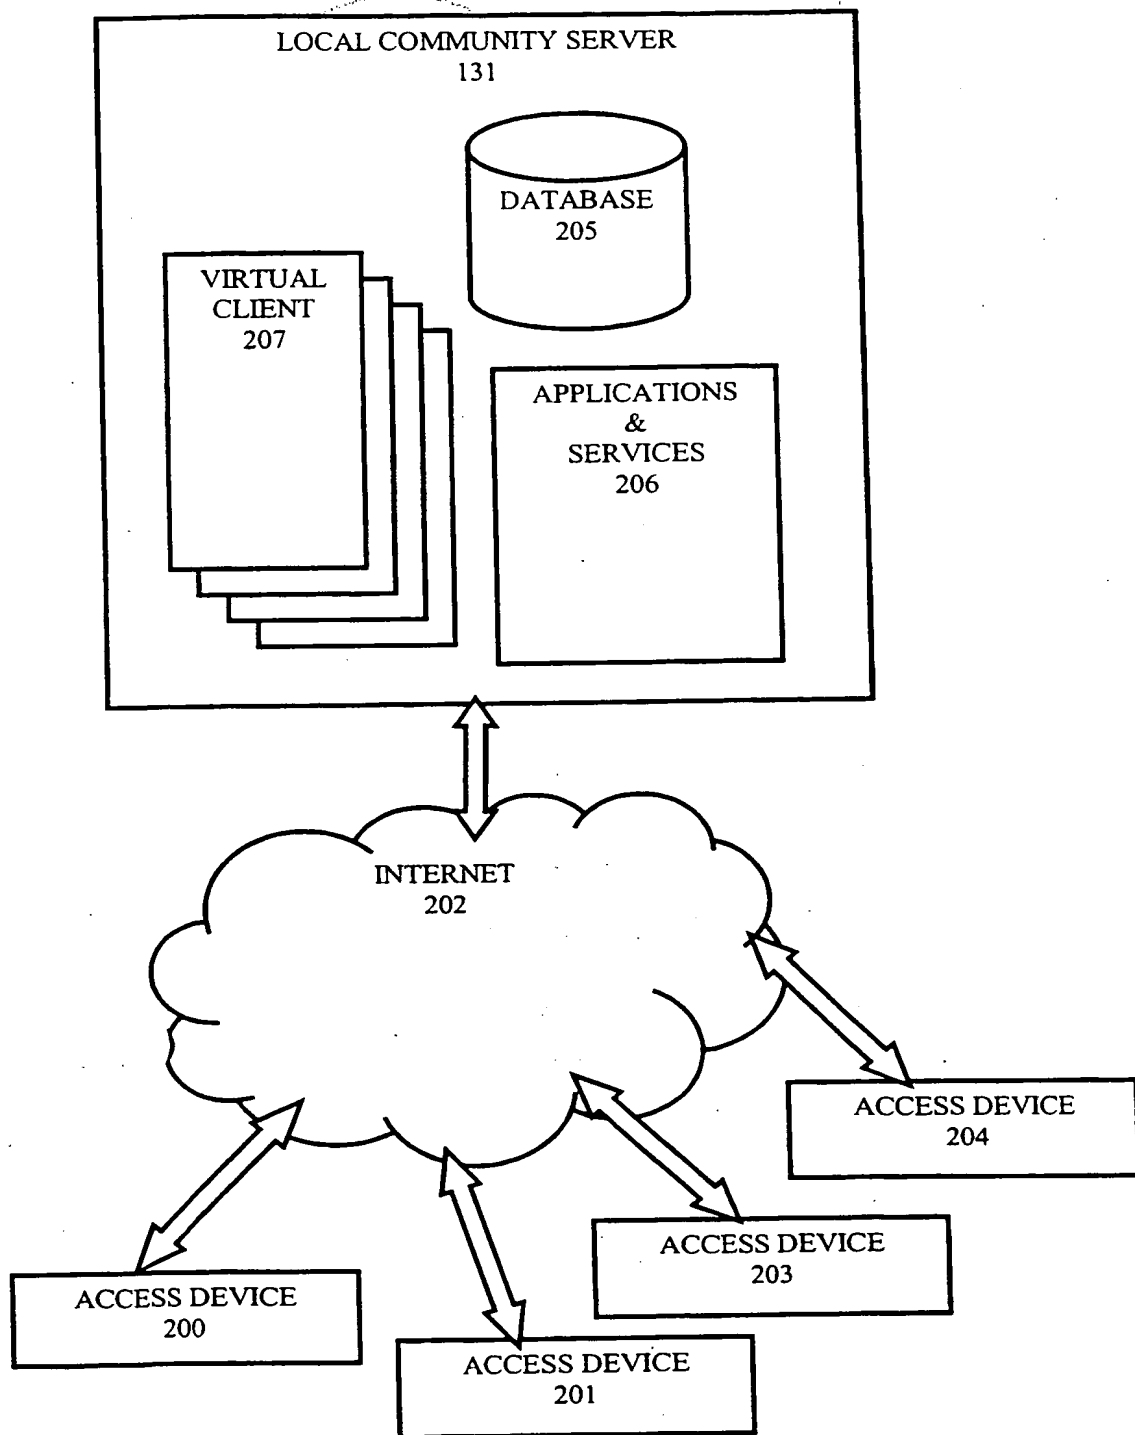 LOCAL COMMUNITY SERVER
131
DATABASE
205
VIRTUAL
CLIENT
207
APPLICATIONS
&
SERVICES
206
INTERNET
202
ACCESS DEVICE
204
ACCESS DEVICE
203
ACCESS DEVICE
200
ACCESS DEVICE
201